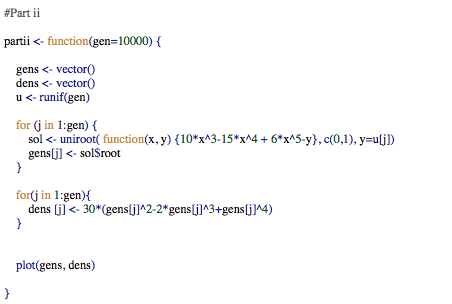 #Part ii
partii <- function(gen=10000) {
gens <- vector()
dens <- vector()
u <- runif(gen)
for (j in 1:gen) {
sol <- uniroot( function(x, y) {10*x^3-15*x^4 + 6*x^5-y}, c(0,1), y=u[j])
gens[j] <- sol$root
}
for(j in 1:gen){
dens [j] <- 30*(gens[j]^2-2*gens[j]^3+gens[j]^4)
}
plot(gens, dens)
}